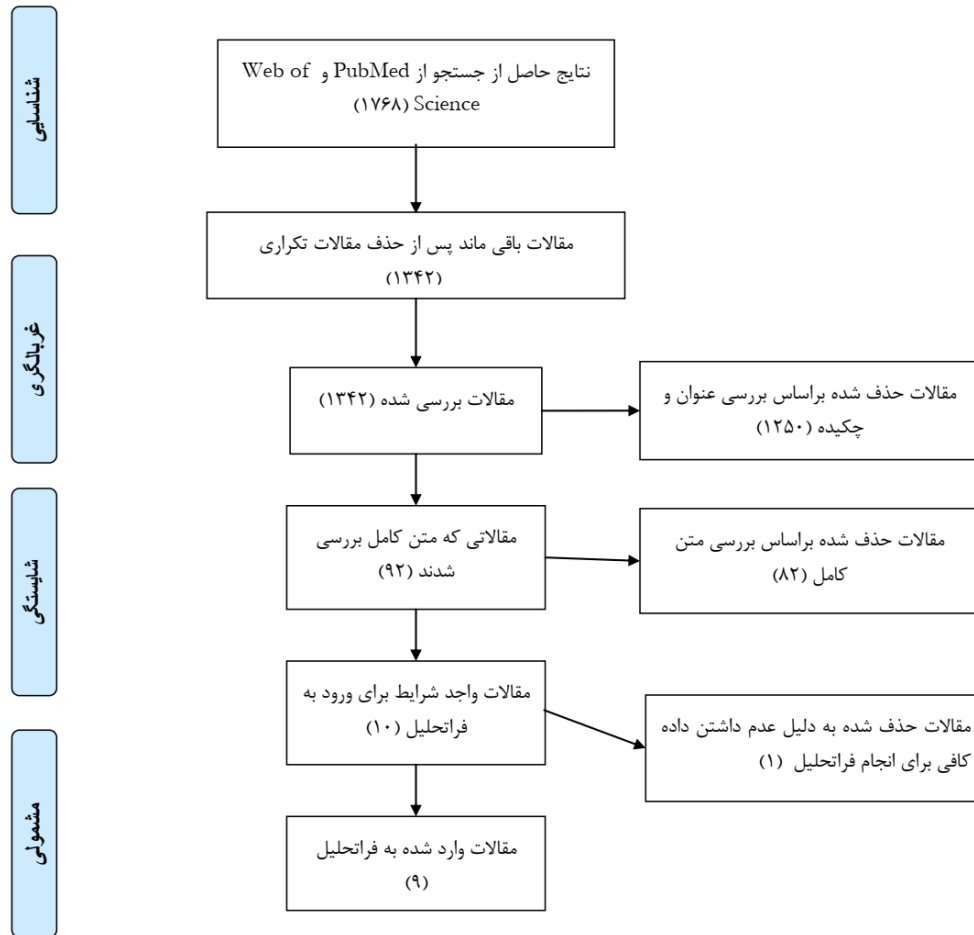 شناسایی
نتایج حاصل از جستجو از PubMed و Web of
Science (۱۷۶۸)
مقالات باقی ماند پس از حذف مقالات تکراری
(۱۳۴۲)
غربالگری
مقالات بررسی شده (۱۳۴۲)
مقالات حذف شده براساس بررسی عنوان و
چکیده (۱۲۵۰)
شایستگی
مقالاتی که متن کامل بررسی
شدند (۹۲)
مقالات حذف شده براساس بررسی متن
کامل (۸۲)
مقالات واجد شرایط برای ورود به
فراتحلیل (۱۰)
مقالات حذف شده به دلیل عدم داشتن داده
کافی برای انجام فراتحلیل (۱)
مشمولی
مقالات وارد شده به فراتحلیل
(۹)